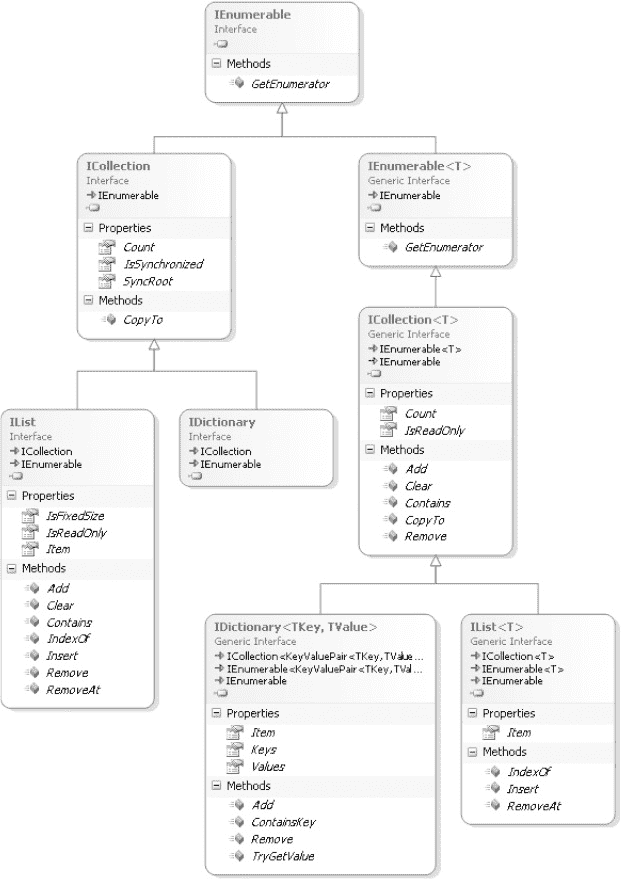 IEnumerable
Interface
Methods
GetEnumerator
ICollection
Interface
IEnumerable
Properties
Count
IsSynchronized
SyncRoot
Methods
CopyTo
IEnumerable<T>
Generic Interface
IEnumerable
Methods
GetEnumerator
ICollection<T>
Generic Interface
IEnumerable<T>
IEnumerable
Properties
Count
IsReadOnly
Methods
Add
Clear
Contains
CopyTo
Remove
IList
Interface
ICollection
IEnumerable
Properties
IsFixedSize
IsReadOnly
Item
Methods
Add
Clear
Contains
IndexOf
Insert
Remove
RemoveAt
IDictionary
Interface
ICollection
IEnumerable
IDictionary<TKey, TValue>
Generic Interface
ICollection<KeyValuePair<TKey,TValue...
IEnumerable<KeyValuePair<TKey,TVal...
IEnumerable
Properties
Item
Keys
Values
Methods
Add
ContainsKey
Remove
TryGetValue
IList<T>
Generic Interface
ICollection<T>
IEnumerable<T>
IEnumerable
Properties
Item
Methods
IndexOf
Insert
RemoveAt